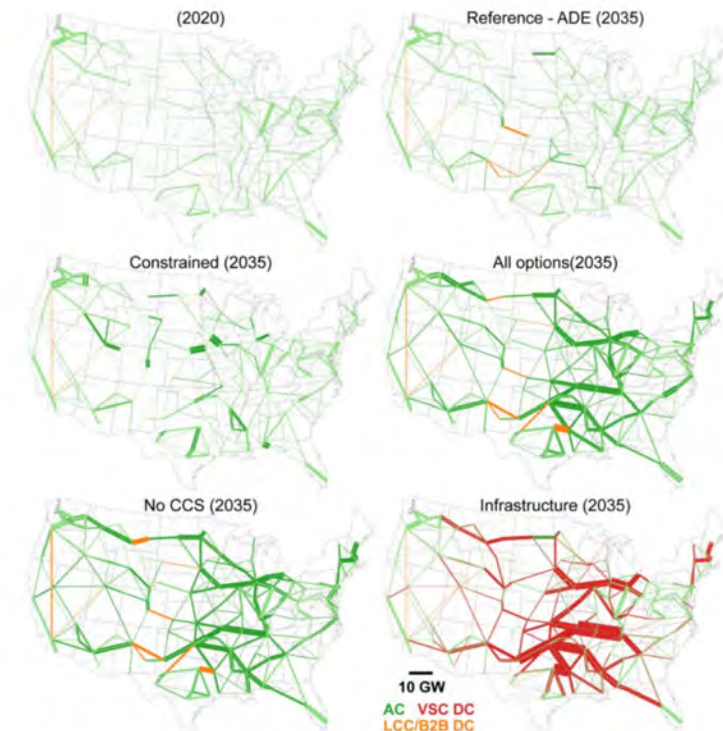 (2020)
Reference - ADE (2035)
Constrained (2035)
All options(2035)
No CCS (2035)
Infrastructure (2035)
10 GW
AC VSC DC
LCC/B2B DC